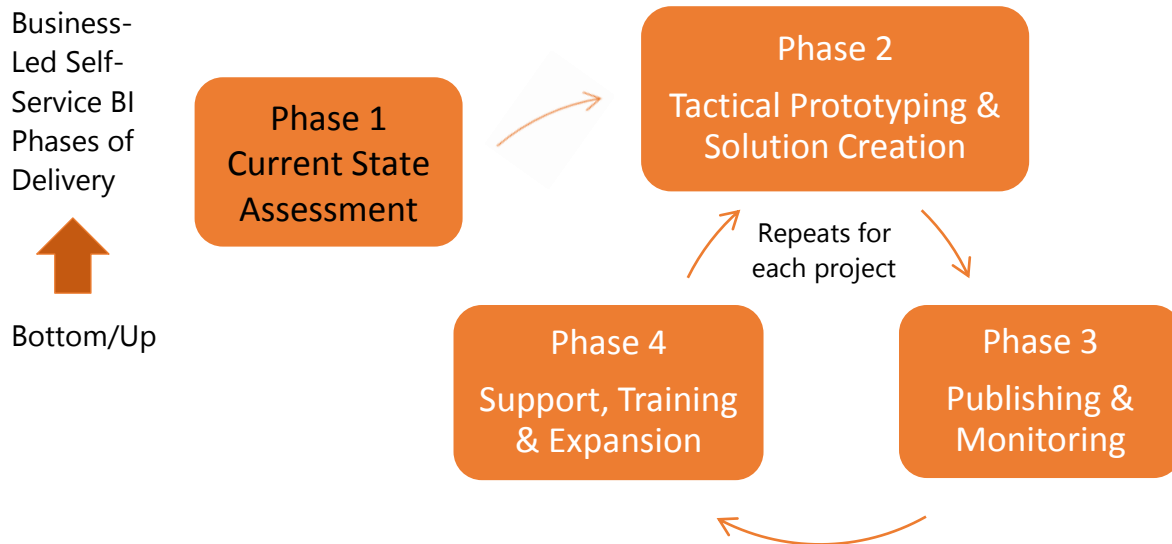 Business-
Led Self-
Service BI
Phases of
Delivery
Bottom/Up
Phase 1
Current State
Assessment
Phase 2
Tactical Prototyping &
Solution Creation
Repeats for
each project
Phase 3
Publishing &
Monitoring
Phase 4
Support, Training
& Expansion